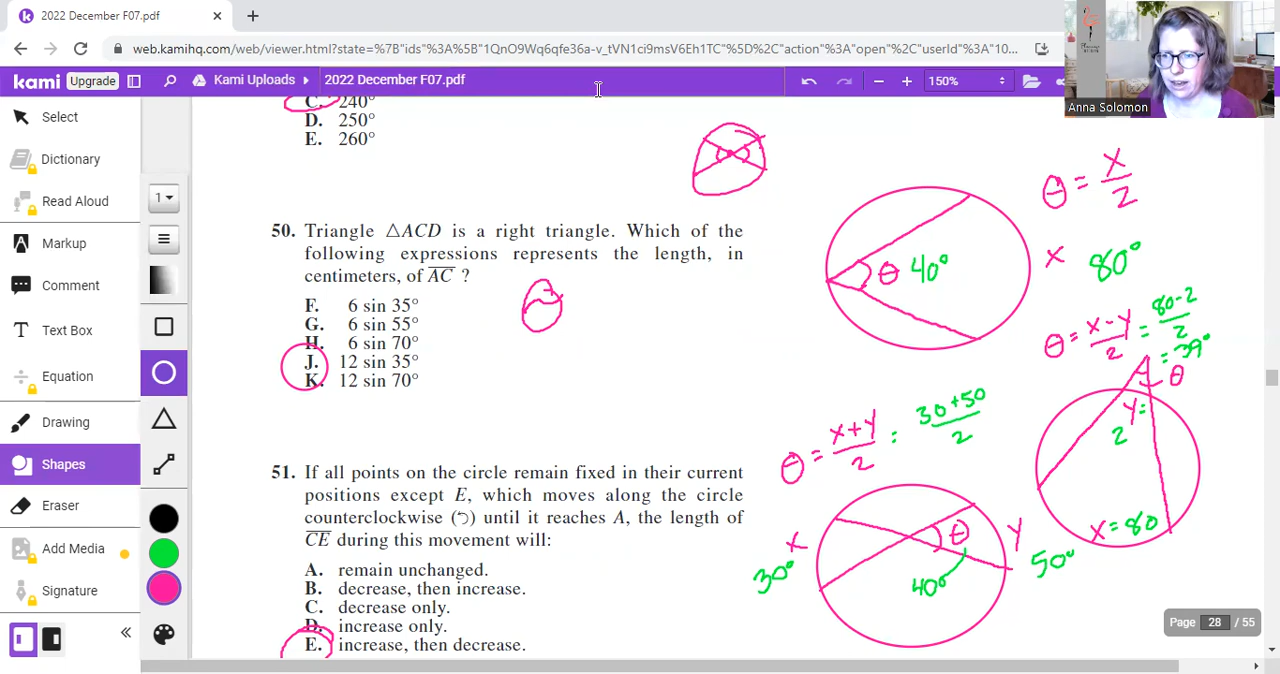 2022 December F07.pdf
web.kamihq.com/web/viewer.html?state=%7B"ids"%3A%5B"1QnO9Wq6qfe36a-v_tVN1ci9msV6Eh1TC"%5D%2C"action"%3A"open"%2C"userId"%3A"10...
kami Upgrade Kami Uploads 2022 December F07.pdf 150%
Anna Solomon
Select
Dictionary
Read Aloud
Markup
Comment
Text Box
Equation
Drawing
Shapes
Eraser
Add Media
Signature
1
C. 240°
D. 250°
E. 260°
50. Triangle △ACD is a right triangle. Which of the
following expressions represents the length, in
centimeters, of AC ?
F. 6 sin 35°
G. 6 sin 55°
H. 6 sin 70°
J. 12 sin 35°
K. 12 sin 70°
51. If all points on the circle remain fixed in their current
positions except E, which moves along the circle
counterclockwise (↺) until it reaches A, the length of
CE during this movement will:
A. remain unchanged.
B. decrease, then increase.
C. decrease only.
D. increase only.
E. increase, then decrease.
θ = x/2
θ 40°
x 80°
θ = x-y/2 = 80-2/2
= 39°
θ
y =
2
x = 80
θ = x+y/2 = 30+50/2
θ
x
30°
y
50°
40°
Page 28 / 55